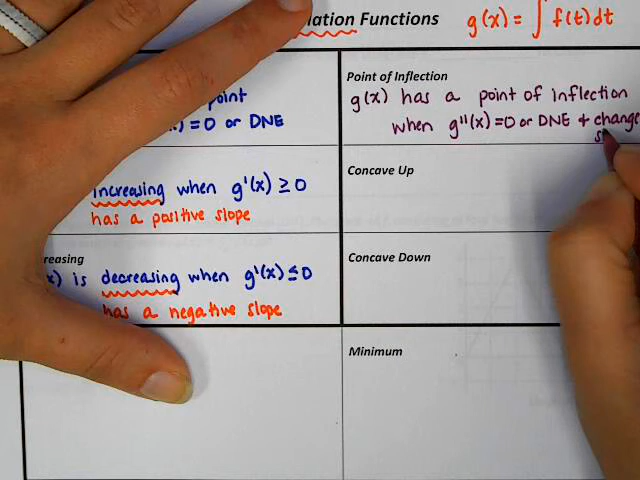 Functions g(x) = ∫ f(t)dt
point
= 0 or DNE
increasing when g'(x) ≥ 0
has a positive slope
reasing
is decreasing when g'(x) ≤ 0
has a negative slope
Point of Inflection
g(x) has a point of inflection
when g''(x) = 0 or DNE + change
Concave Up
Concave Down
Minimum